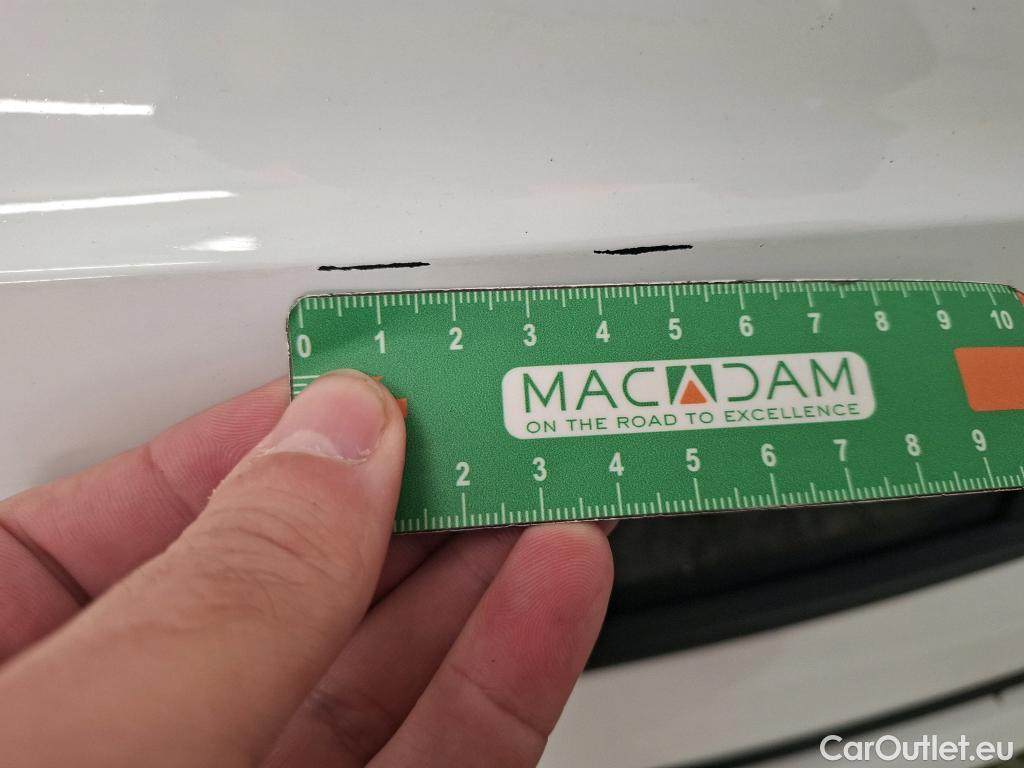 0 1 2 3 4 5 6 7 8 9 10
MACADAM
ON THE ROAD TO EXCELLENCE
2 3 4 5 6 7 8 9
CarOutlet.eu